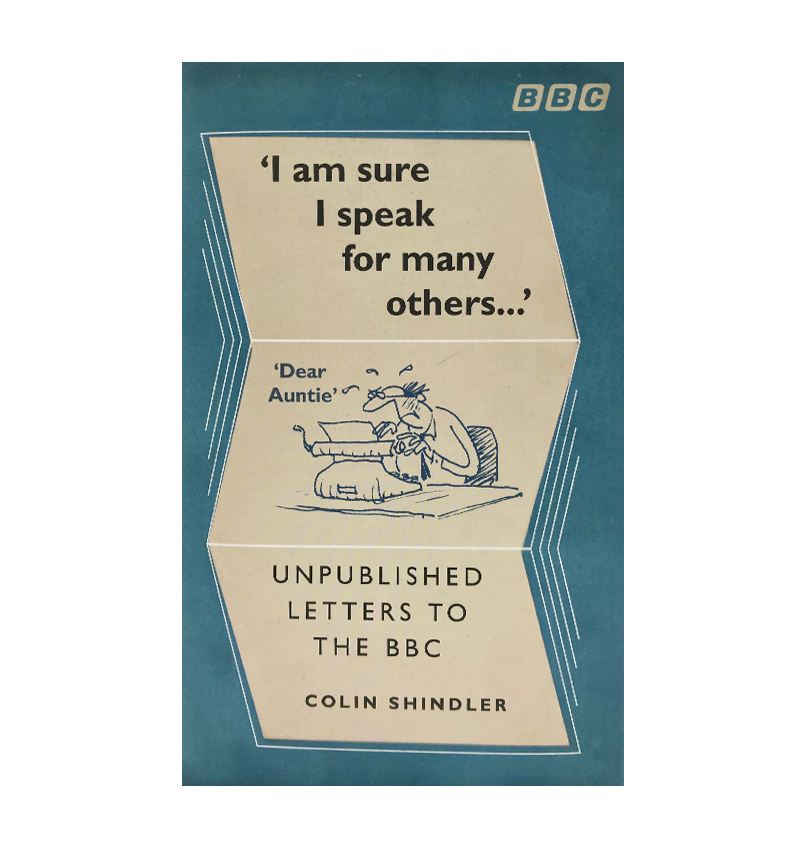 BBC
‘I am sure
I speak
for many
others...’
‘Dear
Auntie’
UNPUBLISHED
LETTERS TO
THE BBC
COLIN SHINDLER